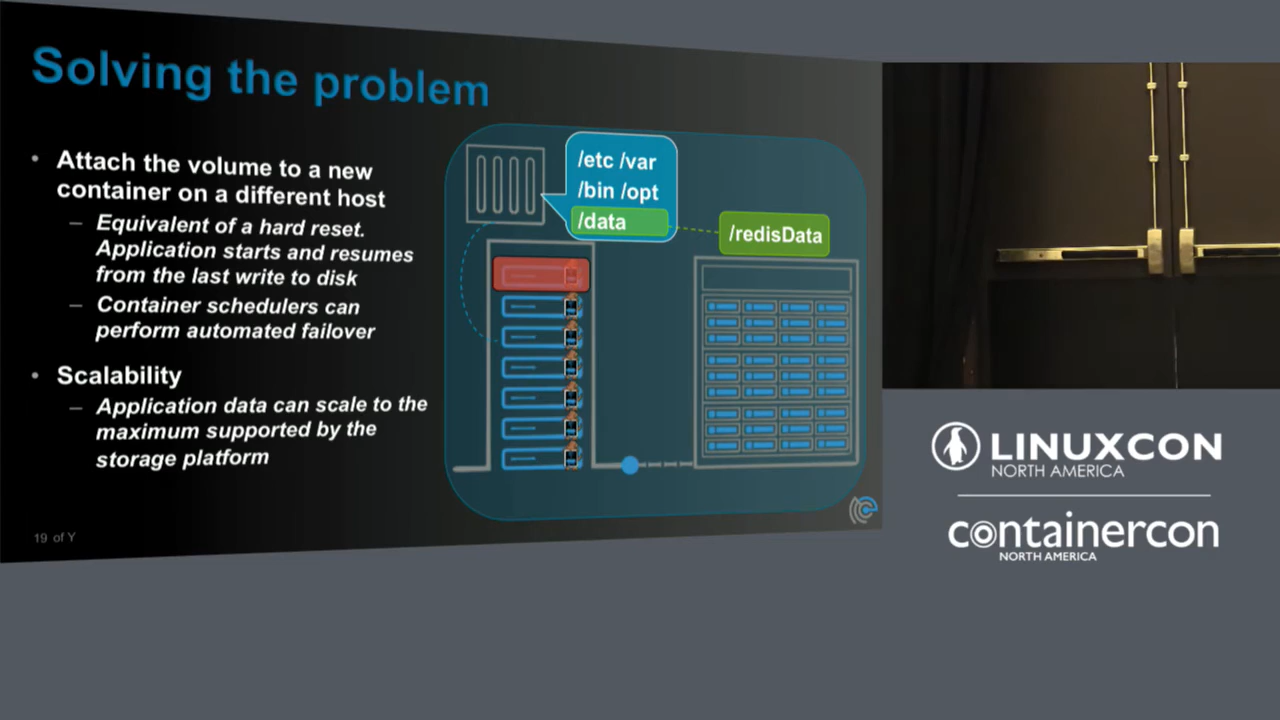 Solving the problem
• Attach the volume to a new
container on a different host
– Equivalent of a hard reset.
Application starts and resumes
from the last write to disk
– Container schedulers can
perform automated failover
• Scalability
– Application data can scale to the
maximum supported by the
storage platform
/etc /var
/bin /opt
/data
/redisData
19 of Y
LINUXCON
NORTH AMERICA
containercon
NORTH AMERICA